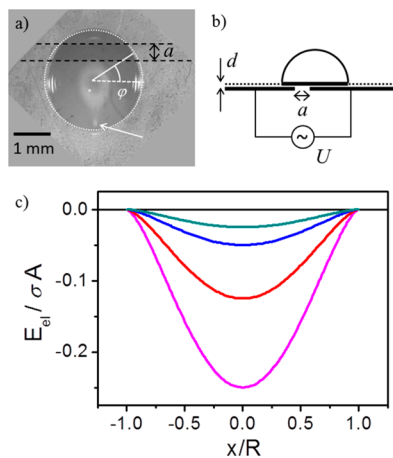 a)
ā
φ
1 mm
b)
d
a
U
c)
0.0
-0.1
-0.2
E_el / σ A
-1.0 -0.5 0.0 0.5 1.0
x/R